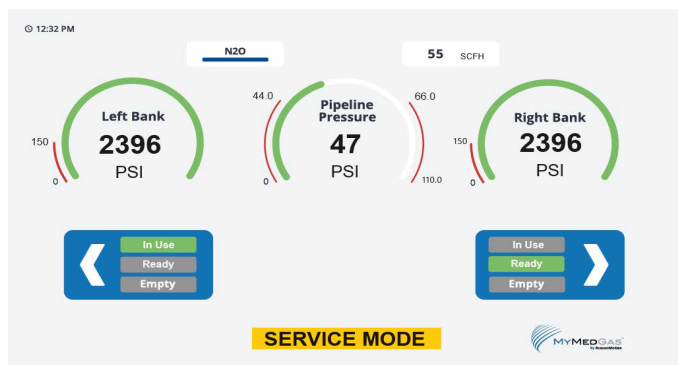 12:32 PM
N2O
55 SCFH
Left Bank
2396
PSI
150
0
Pipeline
Pressure
47
PSI
44.0
66.0
0
110.0
Right Bank
2396
PSI
150
0
In Use
Ready
Empty
In Use
Ready
Empty
SERVICE MODE
MYMEDGAS
by BeaconMedaes